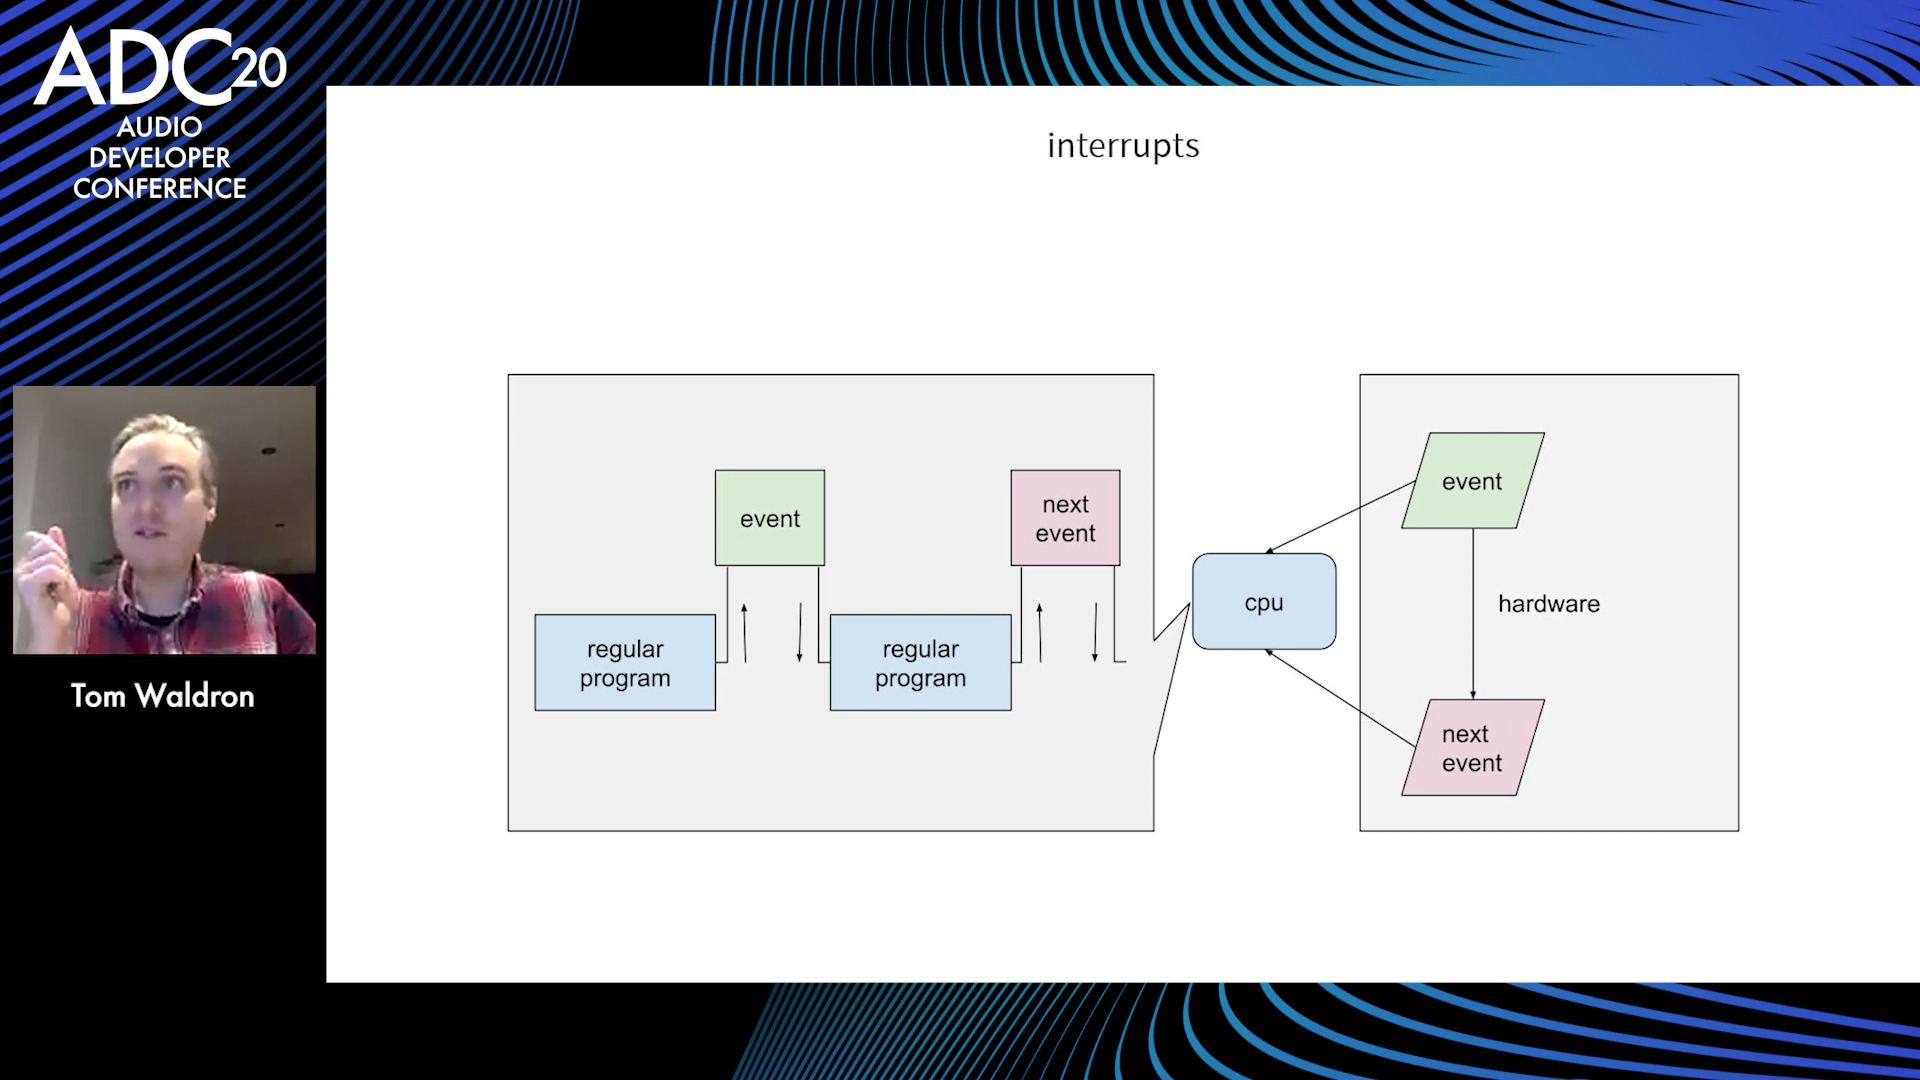 ADC20
AUDIO
DEVELOPER
CONFERENCE
Tom Waldron
interrupts
event
next
event
regular
program
regular
program
cpu
event
hardware
next
event